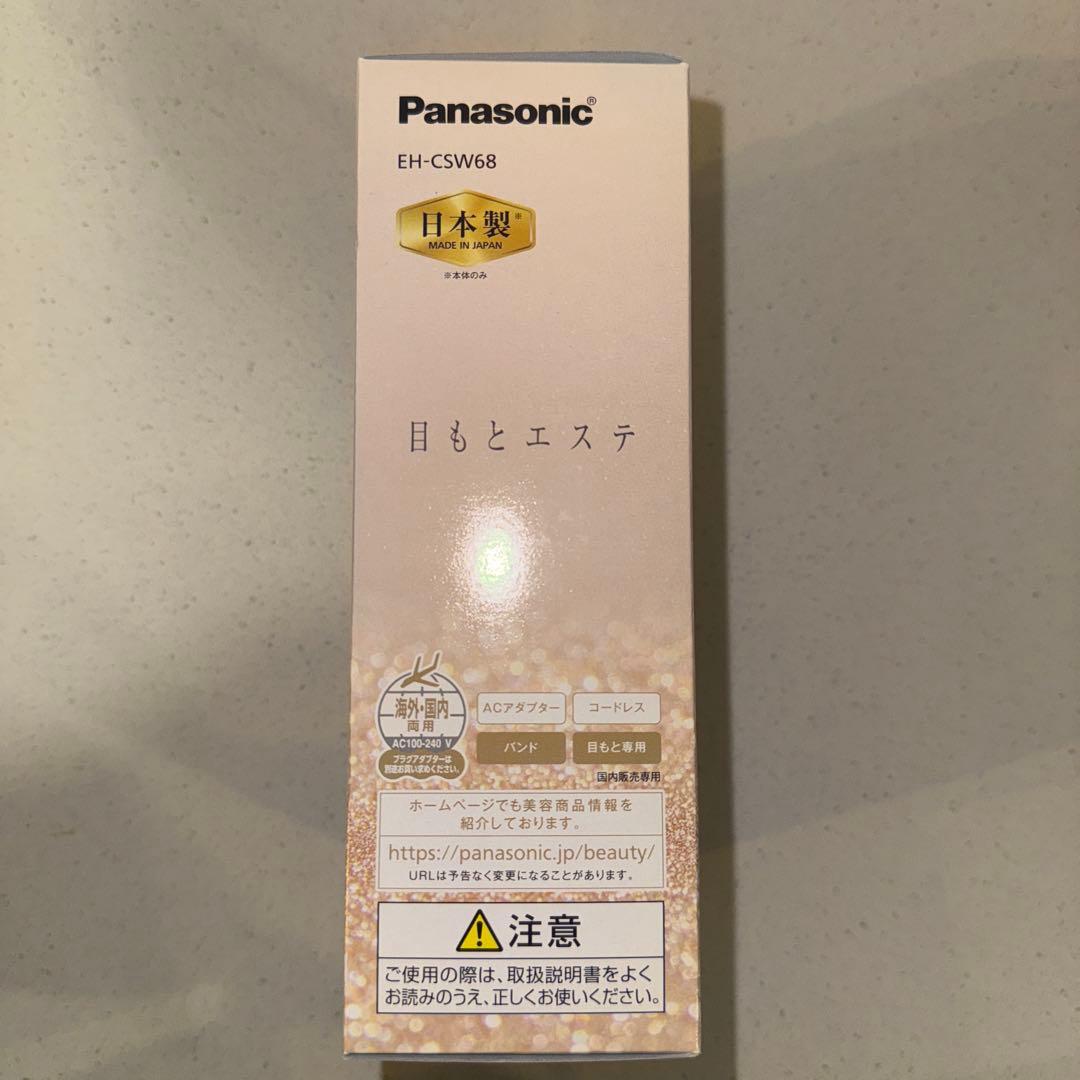 Panasonic®
EH-CSW68
日本製※
MADE IN JAPAN
※本体のみ
目もとエステ
海外・国内
両用
AC100-240 V
プラグアダプターは
別途お買い求めください。
ACアダプター
コードレス
バンド
目もと専用
国内販売専用
ホームページでも美容商品情報を
紹介しております。
https://panasonic.jp/beauty/
URLは予告なく変更になることがあります。
注意
ご使用の際は、取扱説明書をよく
お読みのうえ、正しくお使いください。